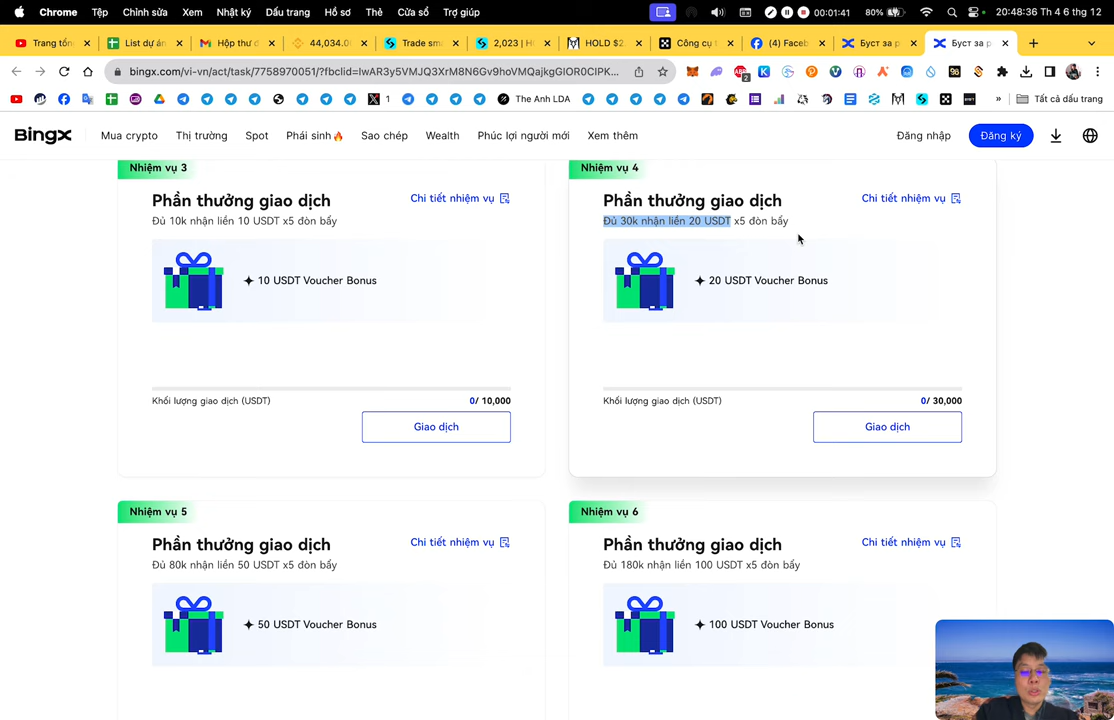 Chrome Tệp Chỉnh sửa Xem Nhật ký Dấu trang Hồ sơ Thẻ Cửa sổ Trợ giúp 00:01:41 80% 20:48:36 Th 4 6 thg 12
Trang tổn List dự án Hộp thư đ 44,034.0 Trade sma 2,023 | H HOLD $2. Công cụ t (4) Faceb Буст за р Буст за р
bingx.com/vi-vn/act/task/7758970051/?fbclid=IwAR3y5VMJQ3XrM8N6Gv9hoVMQajkgGIOR0CIPK...
1 The Anh LDA » Tất cả dấu trang
BingX Mua crypto Thị trường Spot Phái sinh🔥 Sao chép Wealth Phúc lợi người mới Xem thêm Đăng nhập Đăng ký
Nhiệm vụ 3
Phần thưởng giao dịch
Chi tiết nhiệm vụ
Đủ 10k nhận liền 10 USDT x5 đòn bẩy
10 USDT Voucher Bonus
Khối lượng giao dịch (USDT) 0/ 10,000
Giao dịch
Nhiệm vụ 4
Phần thưởng giao dịch
Chi tiết nhiệm vụ
Đủ 30k nhận liền 20 USDT x5 đòn bẩy
20 USDT Voucher Bonus
Khối lượng giao dịch (USDT) 0/ 30,000
Giao dịch
Nhiệm vụ 5
Phần thưởng giao dịch
Chi tiết nhiệm vụ
Đủ 80k nhận liền 50 USDT x5 đòn bẩy
50 USDT Voucher Bonus
Nhiệm vụ 6
Phần thưởng giao dịch
Chi tiết nhiệm vụ
Đủ 180k nhận liền 100 USDT x5 đòn bẩy
100 USDT Voucher Bonus